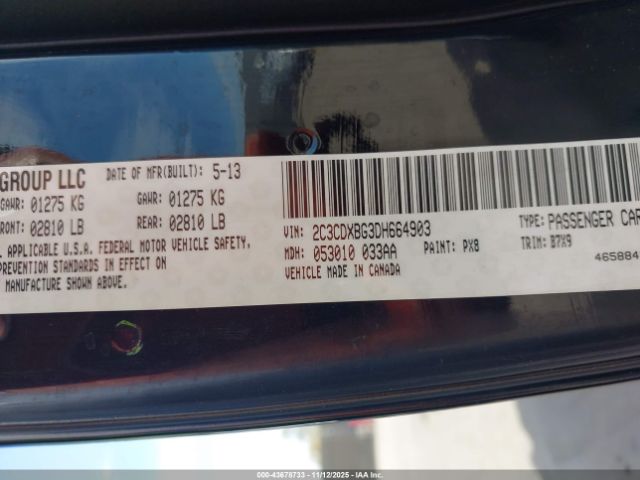 GROUP LLC DATE OF MFR(BUILT): 5-13
GAWR: 01275 KG GAWR: 01275 KG
FRONT: 02810 LB REAR: 02810 LB
APPLICABLE U.S.A. FEDERAL MOTOR VEHICLE SAFETY,
PREVENTION STANDARDS IN EFFECT ON
MANUFACTURE SHOWN ABOVE.
VIN: 2C3CDXBG3DH664903 TYPE: PASSENGER CAR
MDH: 053010 033AA PAINT: PX8 TRIM: B7X9
VEHICLE MADE IN CANADA 465884
000-43678733 - 11/12/2025 - IAAI.com